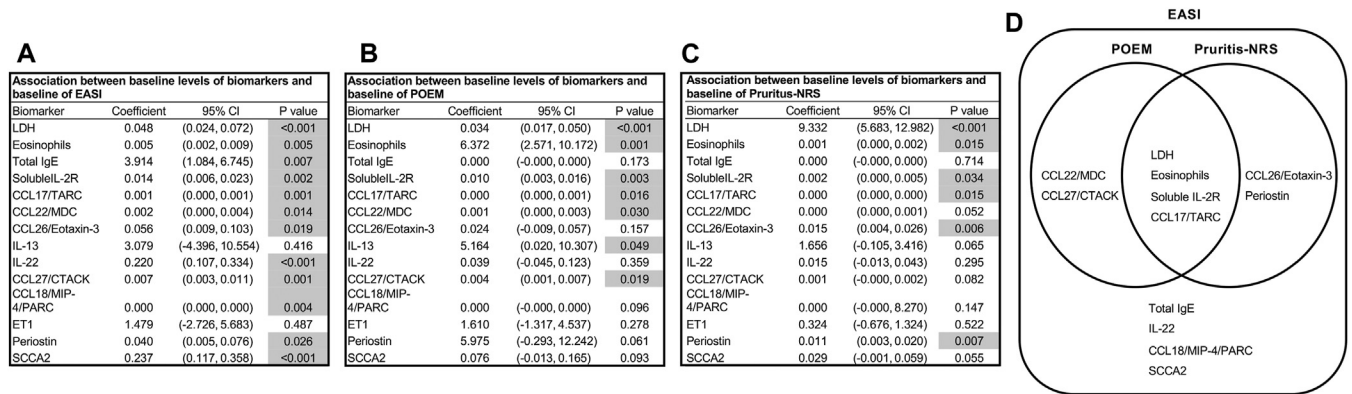 A
Association between baseline levels of biomarkers and
baseline of EASI
Biomarker Coefficient 95% CI P value
LDH 0.048 (0.024, 0.072) <0.001
Eosinophils 0.005 (0.002, 0.009) 0.005
Total IgE 3.914 (1.084, 6.745) 0.007
SolubleIL-2R 0.014 (0.006, 0.023) 0.002
CCL17/TARC 0.001 (0.001, 0.001) 0.001
CCL22/MDC 0.002 (0.000, 0.004) 0.014
CCL26/Eotaxin-3 0.056 (0.009, 0.103) 0.019
IL-13 3.079 (-4.396, 10.554) 0.416
IL-22 0.220 (0.107, 0.334) <0.001
CCL27/CTACK 0.007 (0.003, 0.011) 0.001
CCL18/MIP-
4/PARC 0.000 (0.000, 0.000) 0.004
ET1 1.479 (-2.726, 5.683) 0.487
Periostin 0.040 (0.005, 0.076) 0.026
SCCA2 0.237 (0.117, 0.358) <0.001
B
Association between baseline levels of biomarkers and
baseline of POEM
Biomarker Coefficient 95% CI P value
LDH 0.034 (0.017, 0.050) <0.001
Eosinophils 6.372 (2.571, 10.172) 0.001
Total IgE 0.000 (-0.000, 0.000) 0.173
SolubleIL-2R 0.010 (0.003, 0.016) 0.003
CCL17/TARC 0.000 (0.000, 0.001) 0.016
CCL22/MDC 0.001 (0.000, 0.003) 0.030
CCL26/Eotaxin-3 0.024 (-0.009, 0.057) 0.157
IL-13 5.164 (0.020, 10.307) 0.049
IL-22 0.039 (-0.045, 0.123) 0.359
CCL27/CTACK 0.004 (0.001, 0.007) 0.019
CCL18/MIP-
4/PARC 0.000 (-0.000, 0.000) 0.096
ET1 1.610 (-1.317, 4.537) 0.278
Periostin 5.975 (-0.293, 12.242) 0.061
SCCA2 0.076 (-0.013, 0.165) 0.093
C
Association between baseline levels of biomarkers and
baseline of Pruritus-NRS
Biomarker Coefficient 95% CI P value
LDH 9.332 (5.683, 12.982) <0.001
Eosinophils 0.001 (0.000, 0.002) 0.015
Total IgE 0.000 (-0.000, 0.000) 0.714
SolubleIL-2R 0.002 (0.000, 0.005) 0.034
CCL17/TARC 0.000 (0.000, 0.000) 0.015
CCL22/MDC 0.000 (0.000, 0.001) 0.052
CCL26/Eotaxin-3 0.015 (0.004, 0.026) 0.006
IL-13 1.656 (-0.105, 3.416) 0.065
IL-22 0.015 (-0.013, 0.043) 0.295
CCL27/CTACK 0.001 (-0.000, 0.002) 0.082
CCL18/MIP-
4/PARC 0.000 (-0.000, 8.270) 0.147
ET1 0.324 (-0.676, 1.324) 0.522
Periostin 0.011 (0.003, 0.020) 0.007
SCCA2 0.029 (-0.001, 0.059) 0.055
D
EASI
POEM Pruritis-NRS
CCL22/MDC
CCL27/CTACK
LDH
Eosinophils
Soluble IL-2R
CCL17/TARC
CCL26/Eotaxin-3
Periostin
Total IgE
IL-22
CCL18/MIP-4/PARC
SCCA2